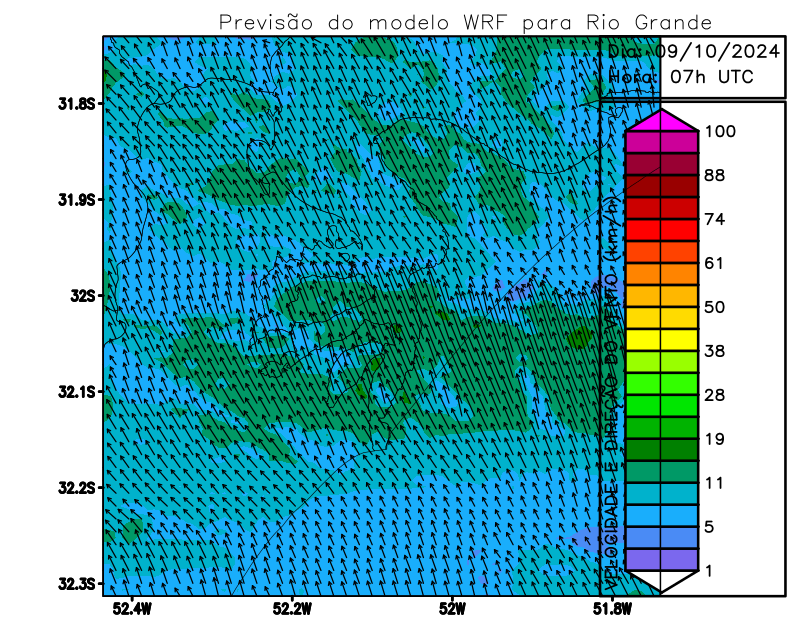 Previsão do modelo WRF para Rio Grande
Dia: 09/10/2024
Hora: 07h UTC
31.8S
31.9S
32S
32.1S
32.2S
32.3S
52.4W
52.2W
52W
51.8W
VELOCIDADE E DIREÇÃO DO VENTO (km/h)
100
88
74
61
50
38
28
19
11
5
1